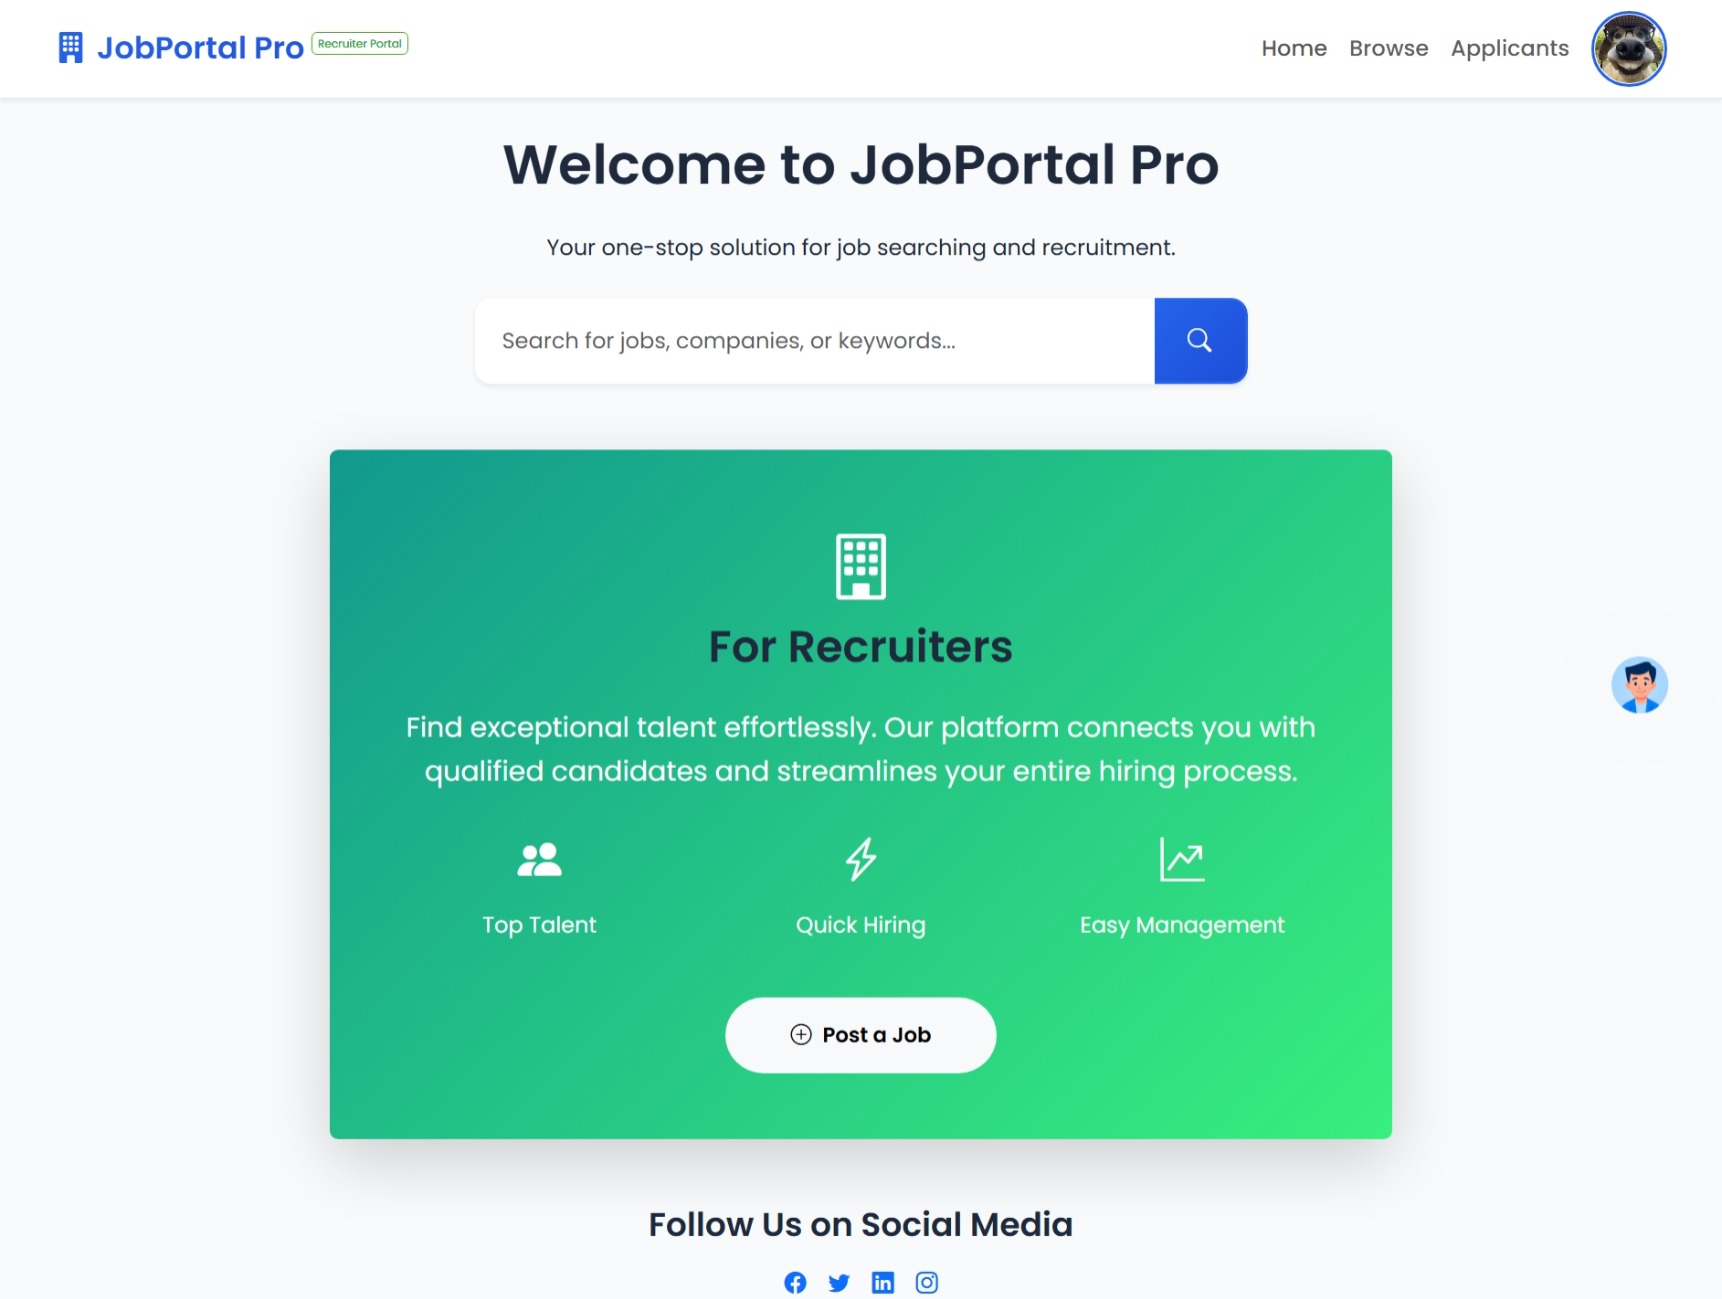 JobPortal Pro
Recruiter Portal
Home
Browse
Applicants
Welcome to JobPortal Pro
Your one-stop solution for job searching and recruitment.
Search for jobs, companies, or keywords...
For Recruiters
Find exceptional talent effortlessly. Our platform connects you with
qualified candidates and streamlines your entire hiring process.
Top Talent
Quick Hiring
Easy Management
Post a Job
Follow Us on Social Media